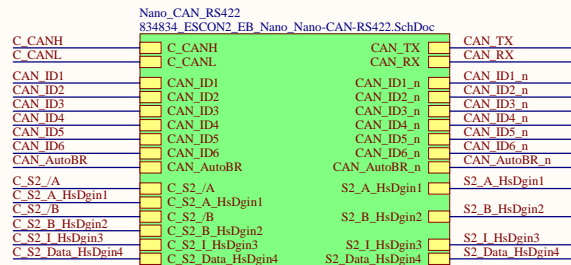 Nano_CAN_RS422
834834_ESCON2_EB_Nano_Nano-CAN-RS422.SchDoc
C_CANH C_CANH CAN_TX CAN_TX
C_CANL C_CANL CAN_RX CAN_RX
CAN_ID1 CAN_ID1 CAN_ID1_n CAN_ID1_n
CAN_ID2 CAN_ID2 CAN_ID2_n CAN_ID2_n
CAN_ID3 CAN_ID3 CAN_ID3_n CAN_ID3_n
CAN_ID4 CAN_ID4 CAN_ID4_n CAN_ID4_n
CAN_ID5 CAN_ID5 CAN_ID5_n CAN_ID5_n
CAN_ID6 CAN_ID6 CAN_ID6_n CAN_ID6_n
CAN_AutoBR CAN_AutoBR CAN_AutoBR_n CAN_AutoBR_n
C_S2_/A C_S2_/A S2_A_HsDgin1 S2_A_HsDgin1
C_S2_A_HsDgin1 C_S2_A_HsDgin1
C_S2_/B C_S2_/B S2_B_HsDgin2 S2_B_HsDgin2
C_S2_B_HsDgin2 C_S2_B_HsDgin2
C_S2_I_HsDgin3 C_S2_I_HsDgin3 S2_I_HsDgin3 S2_I_HsDgin3
C_S2_Data_HsDgin4 C_S2_Data_HsDgin4 S2_Data_HsDgin4 S2_Data_HsDgin4